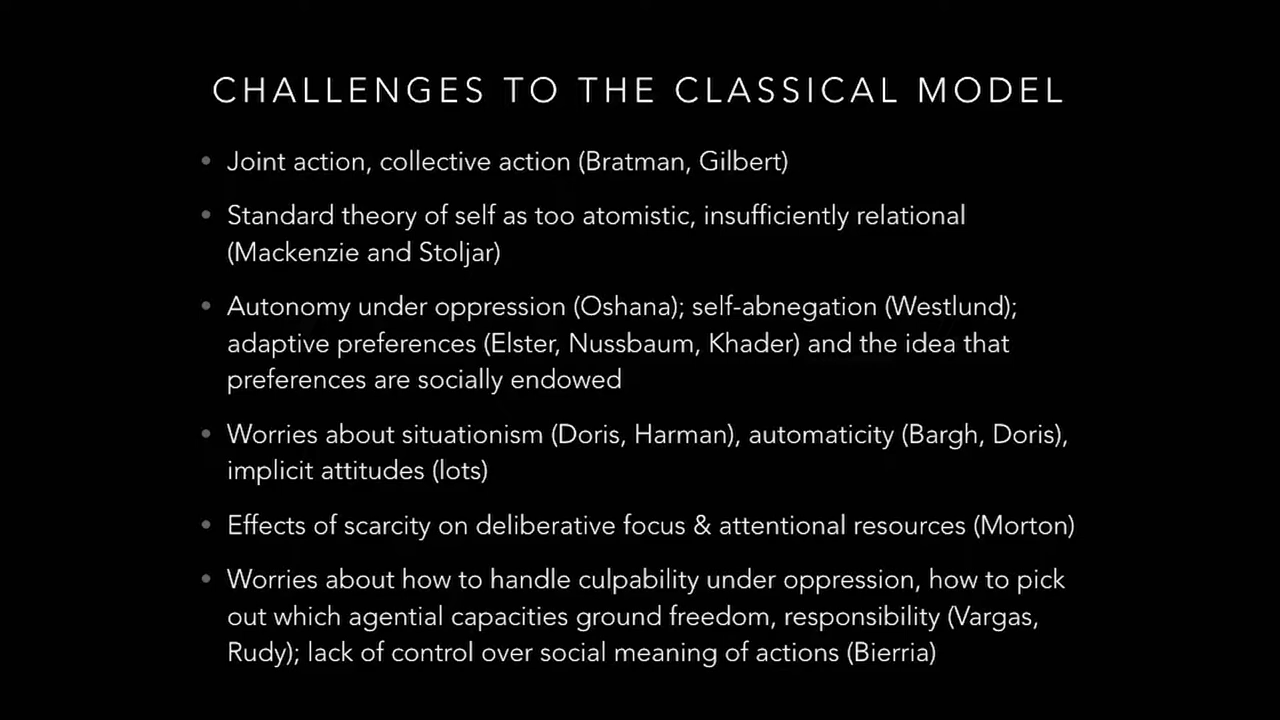 CHALLENGES TO THE CLASSICAL MODEL
• Joint action, collective action (Bratman, Gilbert)
• Standard theory of self as too atomistic, insufficiently relational
(Mackenzie and Stoljar)
• Autonomy under oppression (Oshana); self-abnegation (Westlund);
adaptive preferences (Elster, Nussbaum, Khader) and the idea that
preferences are socially endowed
• Worries about situationism (Doris, Harman), automaticity (Bargh, Doris),
implicit attitudes (lots)
• Effects of scarcity on deliberative focus & attentional resources (Morton)
• Worries about how to handle culpability under oppression, how to pick
out which agential capacities ground freedom, responsibility (Vargas,
Rudy); lack of control over social meaning of actions (Bierria)